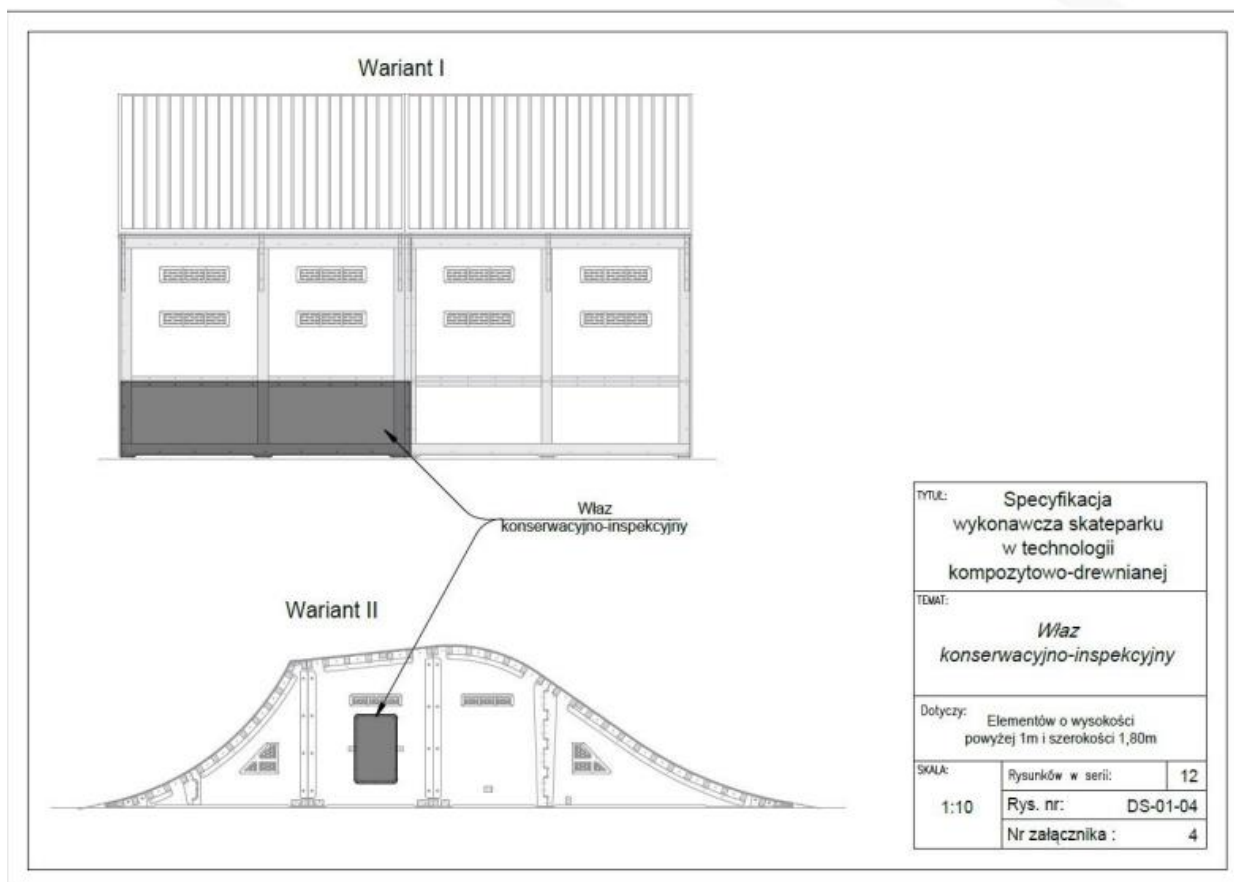 Wariant I
Właz
konserwacyjno-inspekcyjny
Wariant II
TYTUŁ:
Specyfikacja
wykonawcza skateparku
w technologii
kompozytowo-drewnianej
TEMAT:
Właz
konserwacyjno-inspekcyjny
Dotyczy:
Elementów o wysokości
powyżej 1m i szerokości 1,80m
SKALA:
1:10
Rysunków w serii: 12
Rys. nr: DS-01-04
Nr załącznika : 4